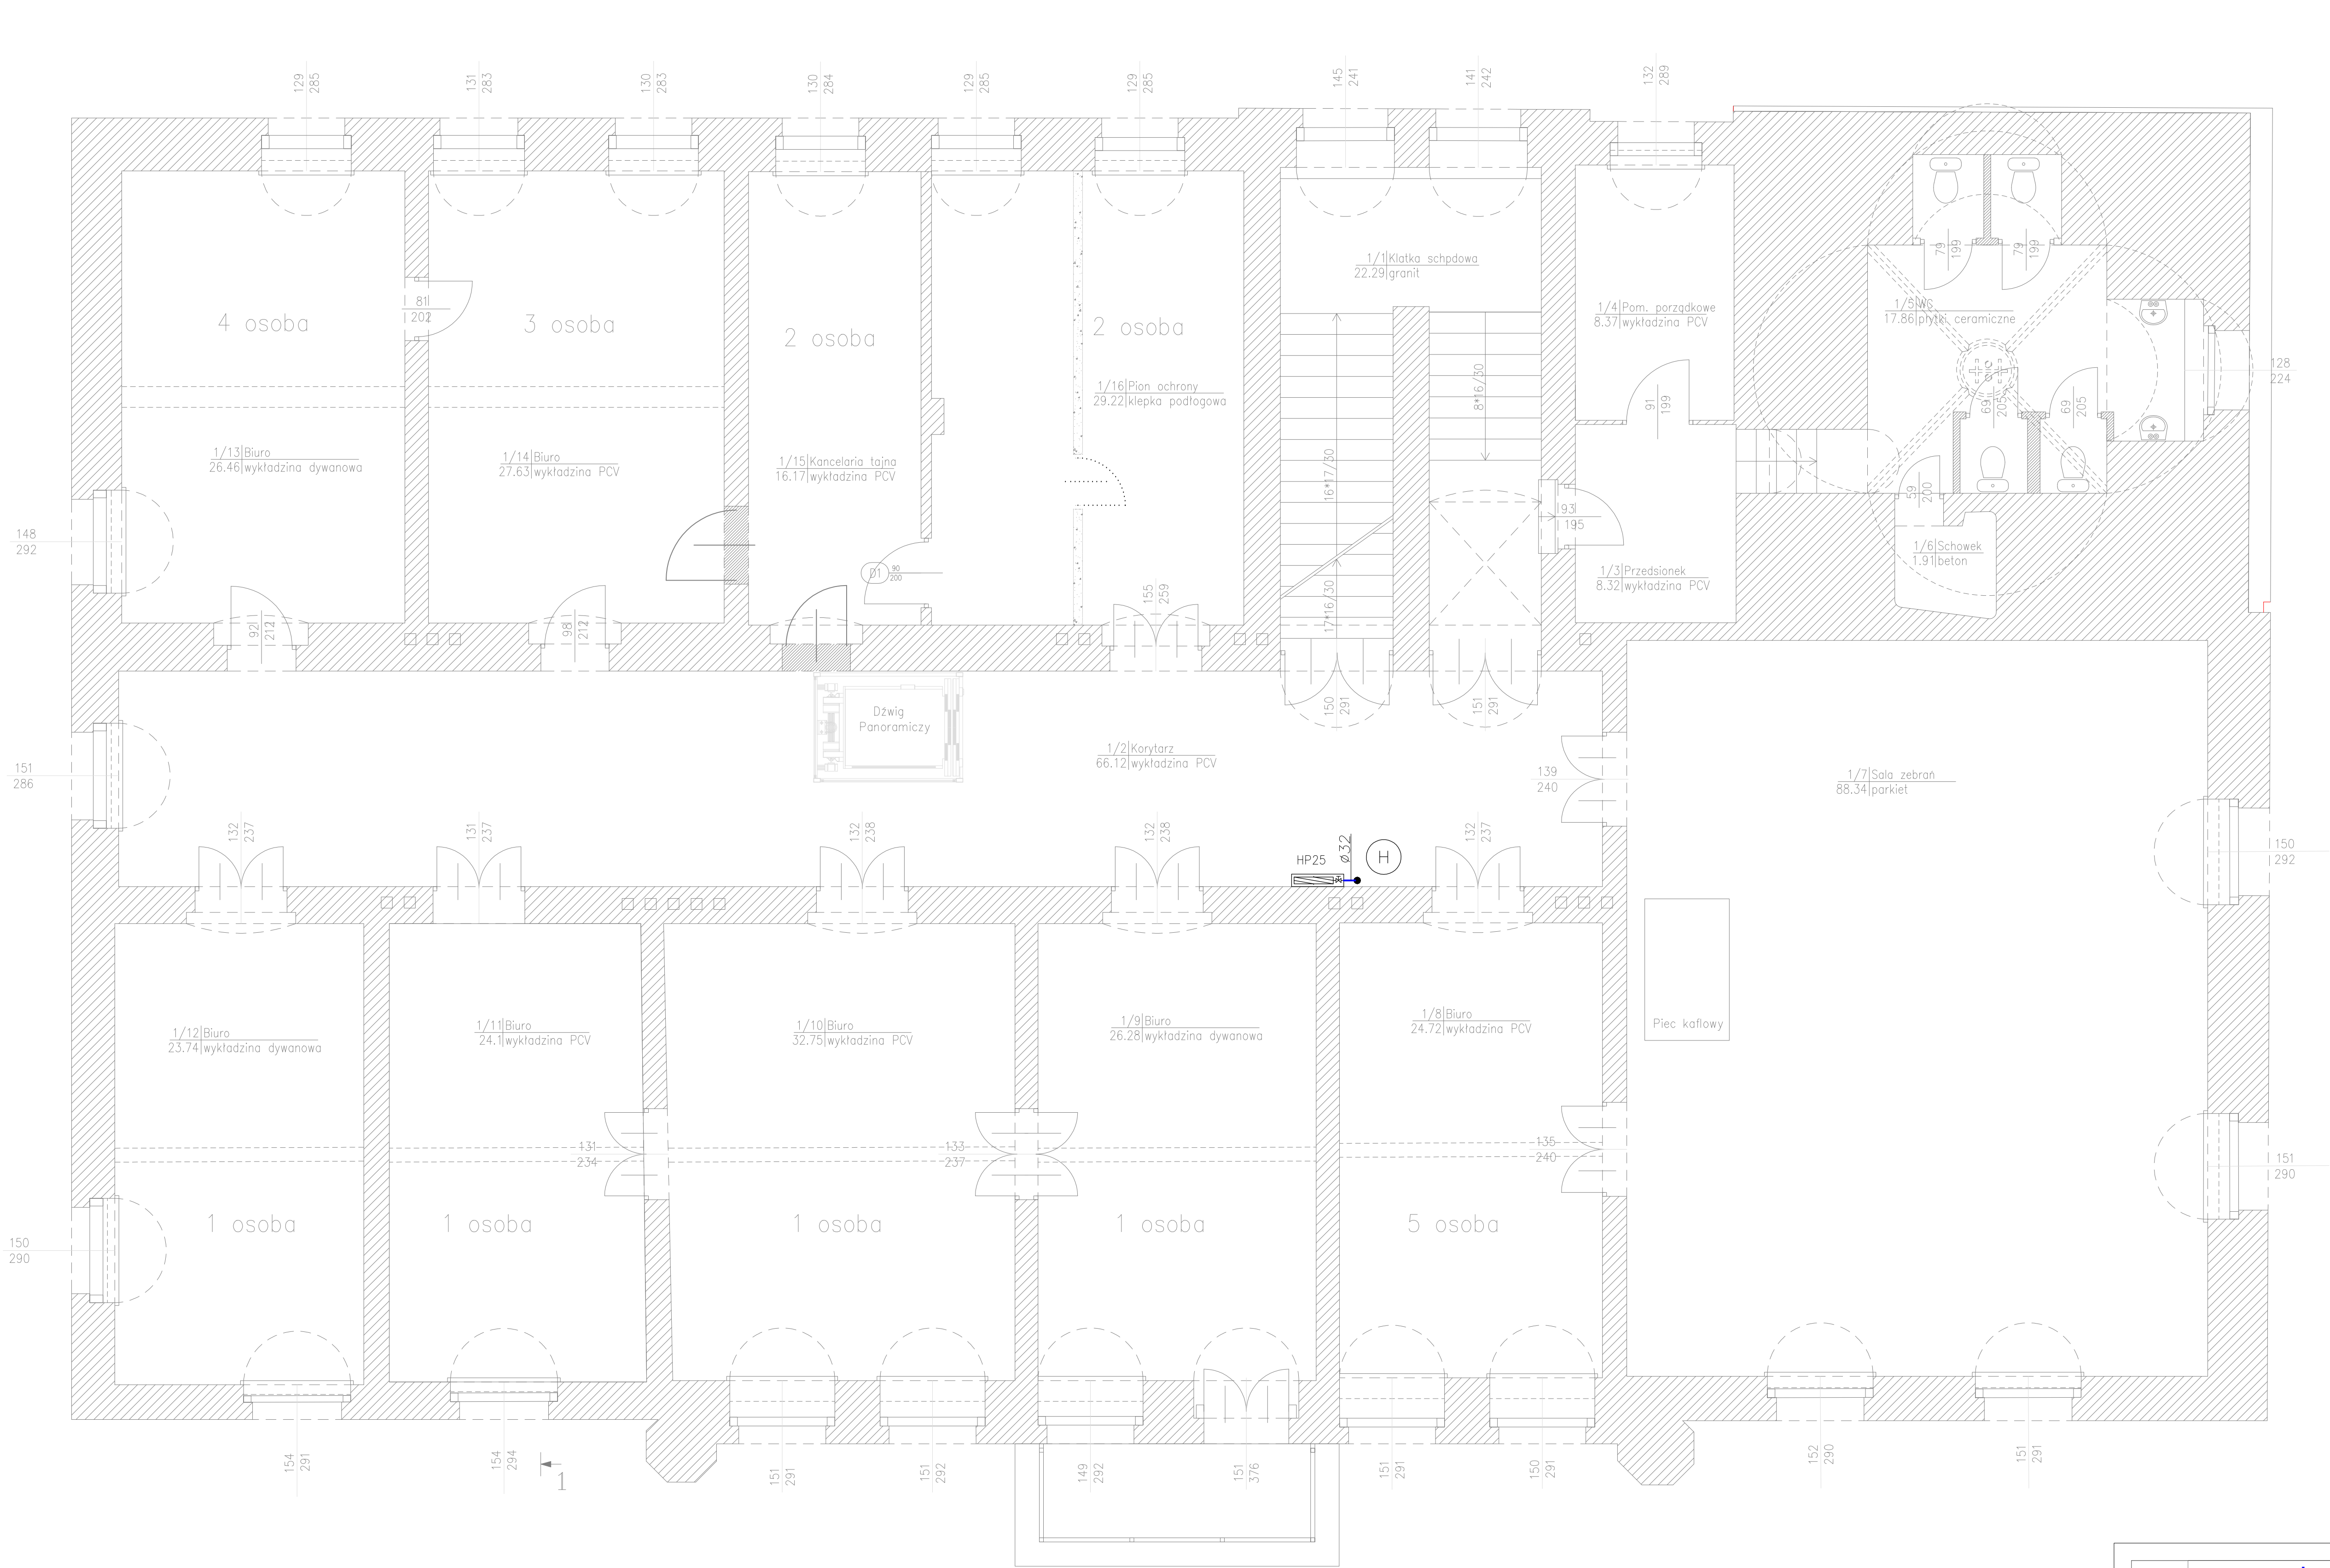 129
285
131
283
130
283
130
284
129
285
129
285
145
241
141
242
132
289
79
199
79
199
1/1 Klatka schpdowa
22.29 granit
81
202
4 osoba
3 osoba
2 osoba
2 osoba
1/4 Pom. porządkowe
8.37 wykładzina PCV
1/5 WC
17.86 płytki ceramiczne
128
224
1/16 Pion ochrony
29.22 klepka podłogowa
8*16/30
91
199
69
205
69
205
1/13 Biuro
26.46 wykładzina dywanowa
1/14 Biuro
27.63 wykładzina PCV
1/15 Kancelaria tajna
16.17 wykładzina PCV
16*17/30
59
200
93
195
148
292
1/6 Schowek
1.91 beton
D1
90
200
1/3 Przedsionek
8.32 wykładzina PCV
155
259
17*16/30
92
212
98
212
150
291
151
291
Dźwig
Panoramiczy
1/2 Korytarz
66.12 wykładzina PCV
151
286
139
240
1/7 Sala zebrań
88.34 parkiet
132
237
131
237
132
238
132
238
HP25
ø32
H
132
237
150
292
1/12 Biuro
23.74 wykładzina dywanowa
1/11 Biuro
24.1 wykładzina PCV
1/10 Biuro
32.75 wykładzina PCV
1/9 Biuro
26.28 wykładzina dywanowa
1/8 Biuro
24.72 wykładzina PCV
Piec kaflowy
131
234
133
237
135
240
151
290
1 osoba
1 osoba
1 osoba
1 osoba
5 osoba
150
290
154
291
154
294
1
151
291
151
292
149
292
151
376
151
291
150
291
152
290
151
291